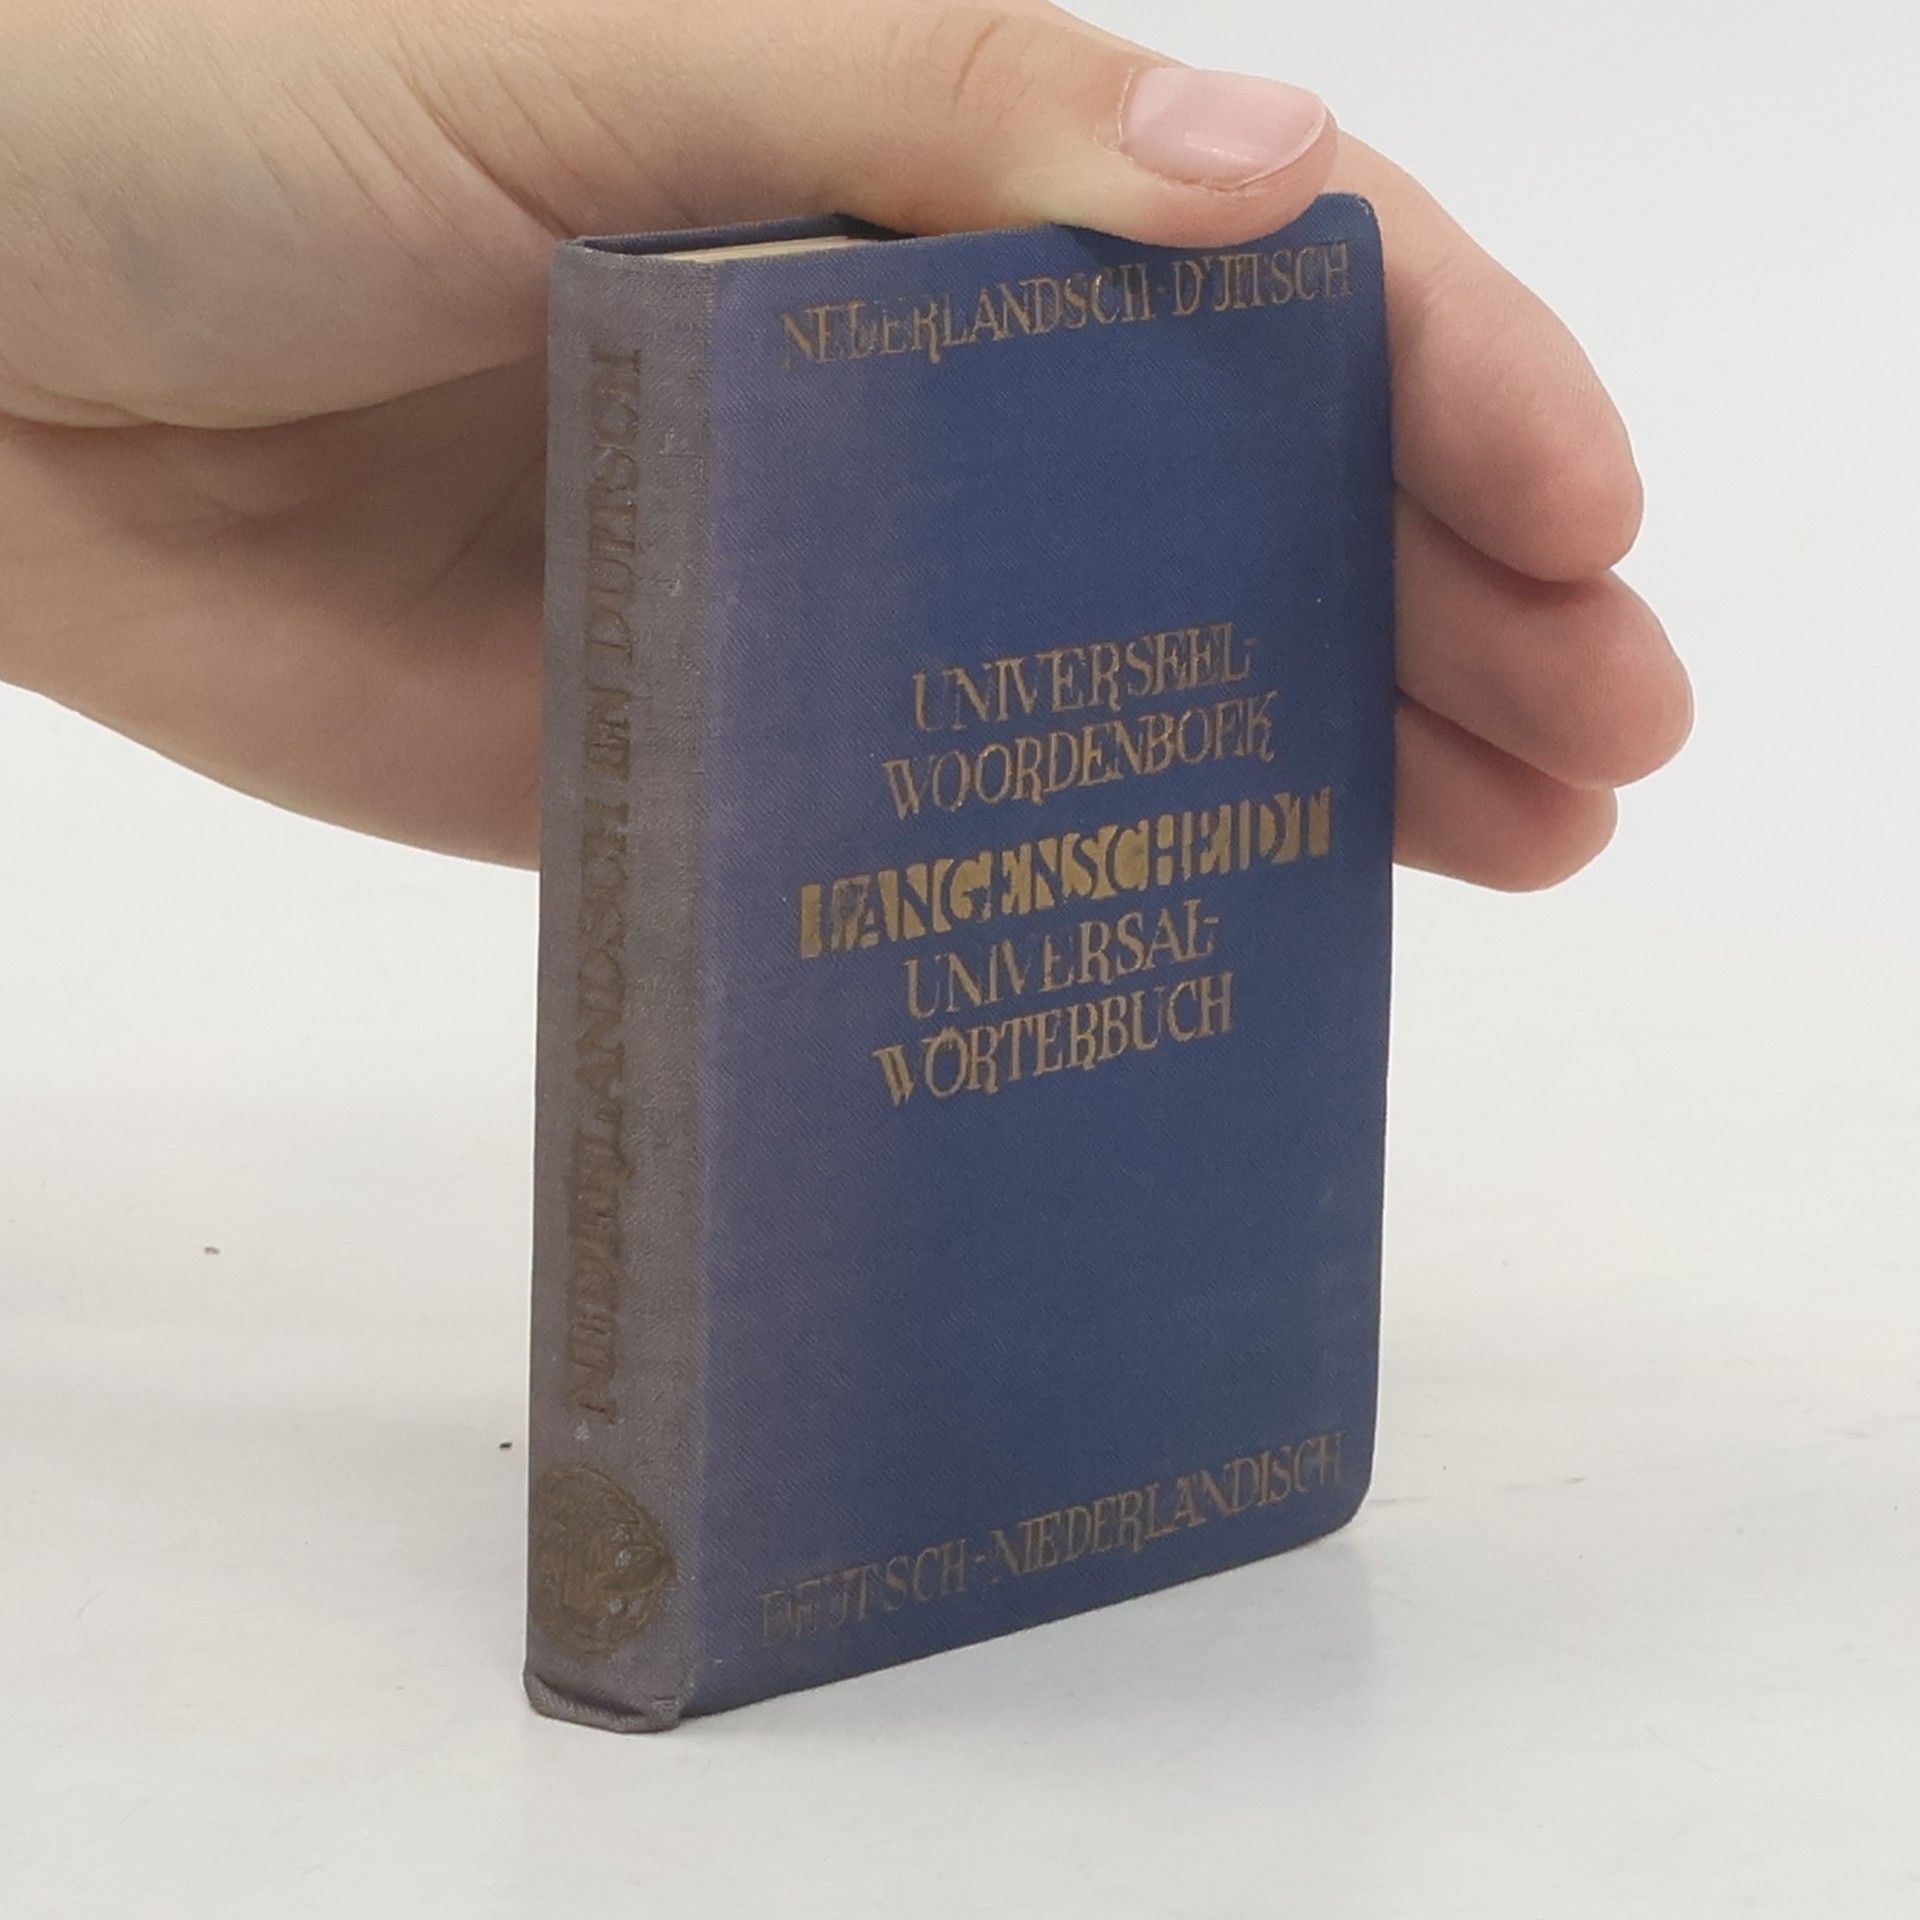 NEDERLANDSCH-DUITSCH
UNIVERSEEL-
WOORDENBOEK
LANGENSCHEIDT
UNIVERSAL-
WÖRTERBUCH
DEUTSCH-NIEDERLÄNDISCH
NEDERLANDSCH EN DUITSCH